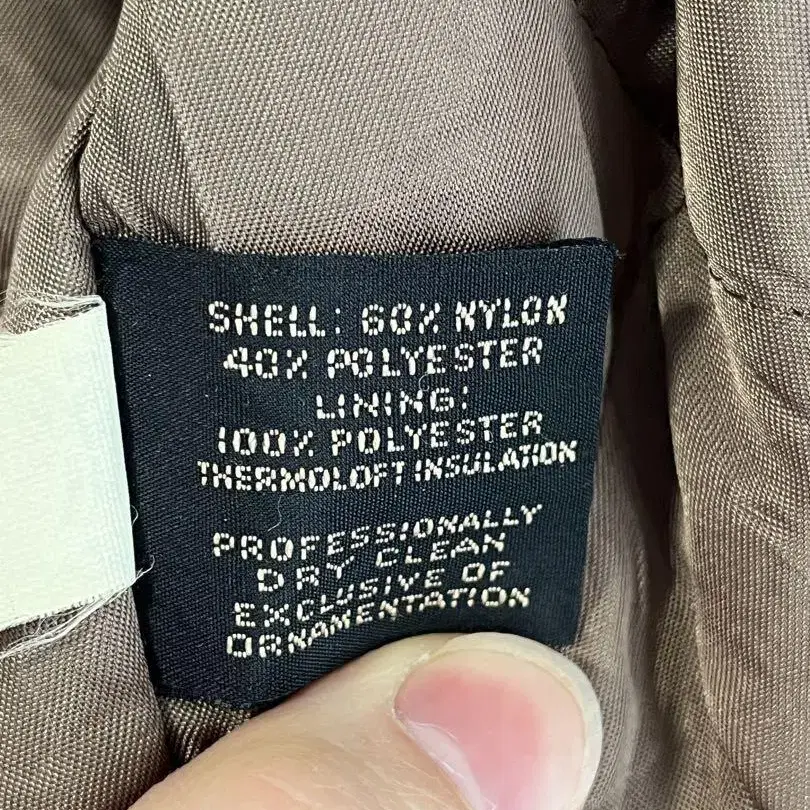 SHELL: 60% NYLON
40% POLYESTER
LINING:
100% POLYESTER
THERMOLOFT INSULATION
PROFESSIONALLY
DRY CLEAN
EXCLUSIVE OF
ORNAMENTATION